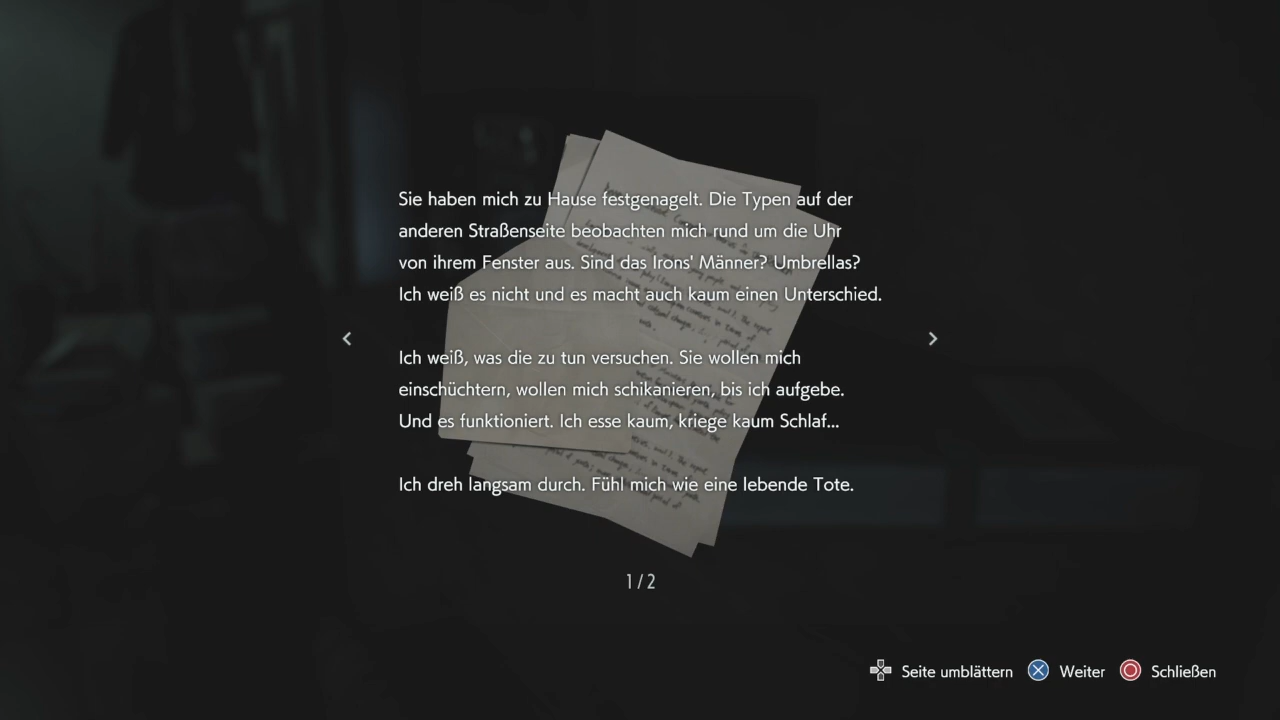 Sie haben mich zu Hause festgenagelt. Die Typen auf der
anderen Straßenseite beobachten mich rund um die Uhr
von ihrem Fenster aus. Sind das Irons' Männer? Umbrellas?
Ich weiß es nicht und es macht auch kaum einen Unterschied.
Ich weiß, was die zu tun versuchen. Sie wollen mich
einschüchtern, wollen mich schikanieren, bis ich aufgebe.
Und es funktioniert. Ich esse kaum, kriege kaum Schlaf...
Ich dreh langsam durch. Fühl mich wie eine lebende Tote.
1 / 2
Seite umblättern Weiter Schließen